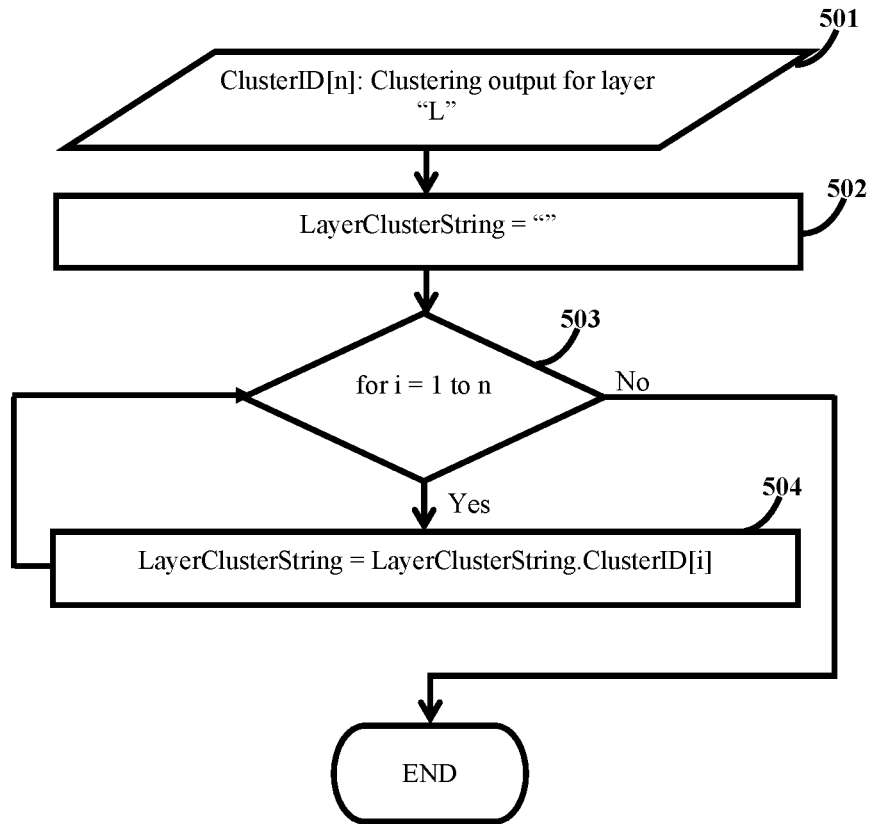 501
ClusterID[n]: Clustering output for layer
“L”
502
LayerClusterString = “”
503
for i = 1 to n
No
Yes
504
LayerClusterString = LayerClusterString.ClusterID[i]
END